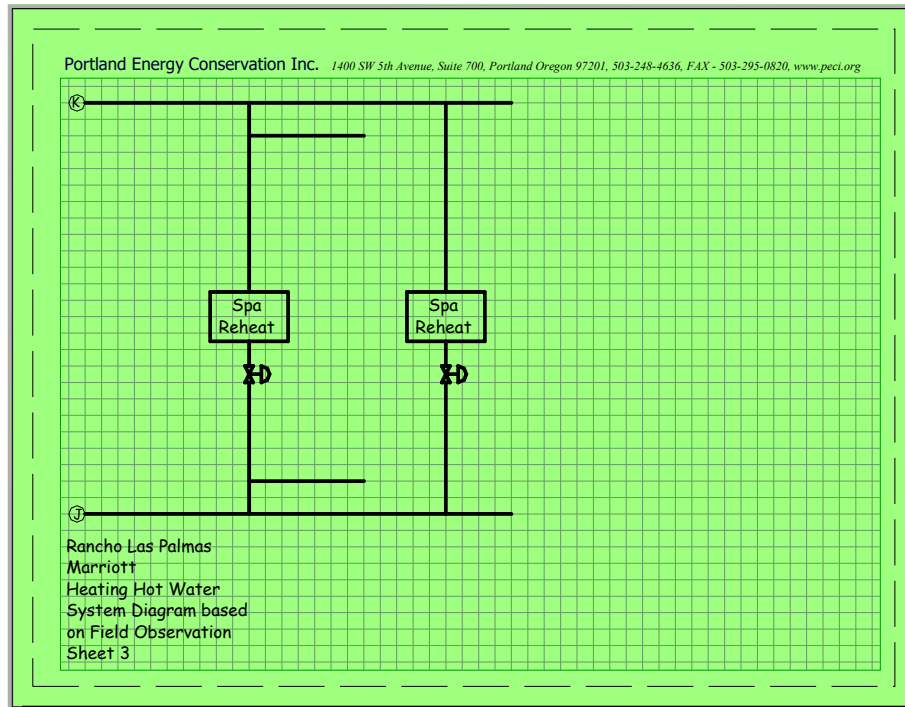 Portland Energy Conservation Inc. 1400 SW 5th Avenue, Suite 700, Portland Oregon 97201, 503-248-4636, FAX - 503-295-0820, www.peci.org
K
Spa
Reheat
Spa
Reheat
J
Rancho Las Palmas
Marriott
Heating Hot Water
System Diagram based
on Field Observation
Sheet 3